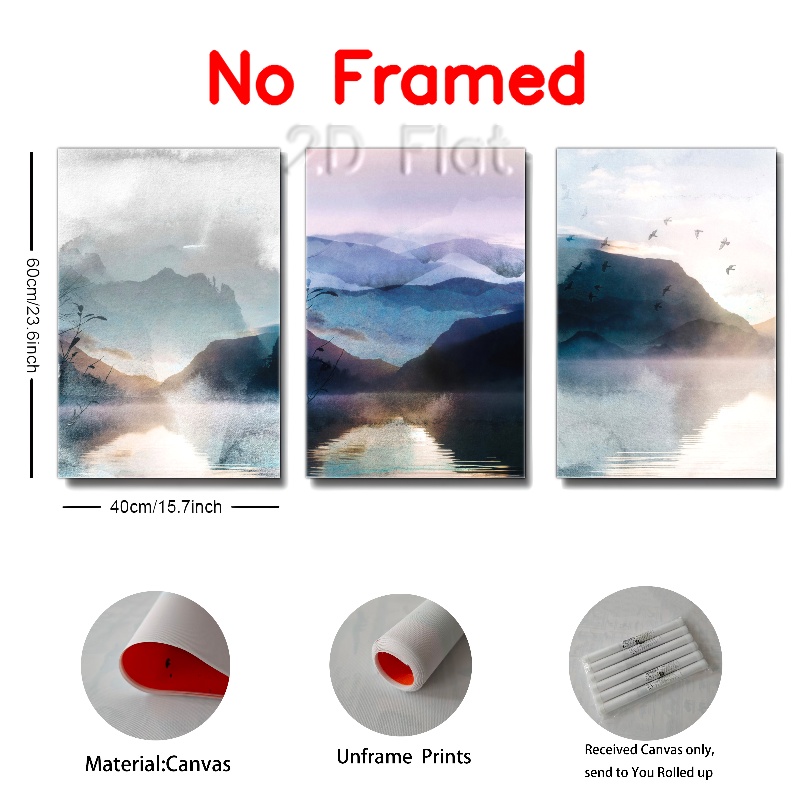 No Framed
2.D Flat.
60cm/23.6inch
40cm/15.7inch
Material:Canvas
Unframe Prints
Received Canvas only,
send to You Rolled up